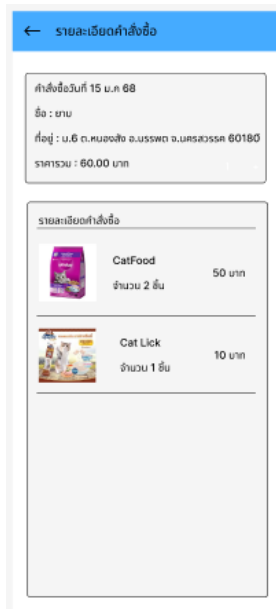 ← รายละเอียดคำสั่งซื้อ
คำสั่งซื้อวันที่ 15 ม.ค 68
ชื่อ : ยาบ
ที่อยู่ : ม.6 ต.หนองสัง อ.บรรพต จ.นครสวรรค์ 60180
ราคารวม : 60.00 บาท
รายละเอียดคำสั่งซื้อ
CatFood
50 บาท
จำนวน 2 ชิ้น
Cat Lick
10 บาท
จำนวน 1 ชิ้น